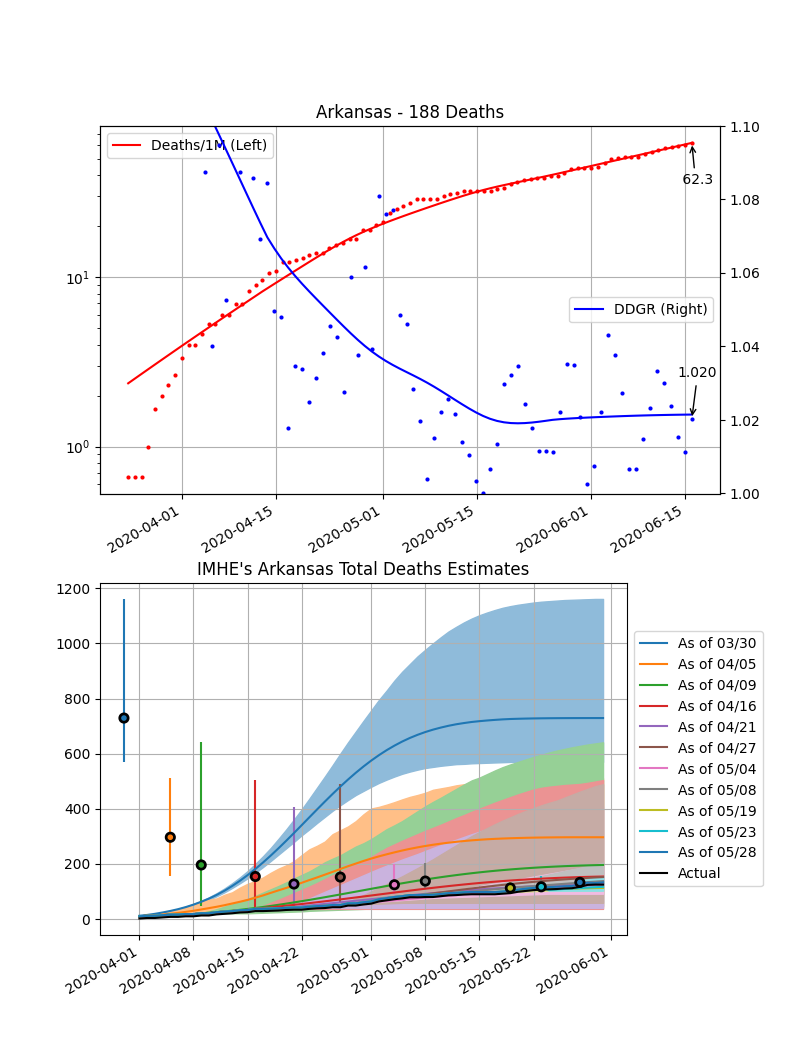 Arkansas - 188 Deaths
Deaths/1M (Left)
DDGR (Right)
62.3
1.020
10¹
10⁰
1.10
1.08
1.06
1.04
1.02
1.00
2020-04-01
2020-04-15
2020-05-01
2020-05-15
2020-06-01
2020-06-15
IMHE's Arkansas Total Deaths Estimates
1200
1000
800
600
400
200
0
2020-04-01
2020-04-08
2020-04-15
2020-04-22
2020-05-01
2020-05-08
2020-05-15
2020-05-22
2020-06-01
As of 03/30
As of 04/05
As of 04/09
As of 04/16
As of 04/21
As of 04/27
As of 05/04
As of 05/08
As of 05/19
As of 05/23
As of 05/28
Actual